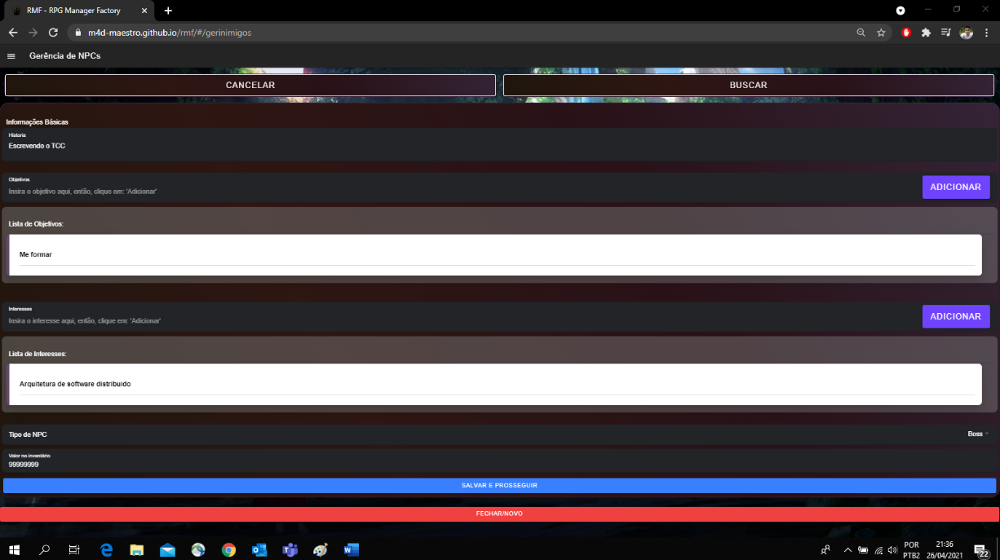 RMF - RPG Manager Factory
m4d-maestro.github.io/rmf/#/gerinimigos
Gerência de NPCs
CANCELAR
BUSCAR
Informações Básicas
Historia
Escrevendo o TCC
Objetivos
Insira o objetivo aqui, então, clique em: 'Adicionar'
ADICIONAR
Lista de Objetivos:
Me formar
Interesses
Insira o interesse aqui, então, clique em: 'Adicionar'
ADICIONAR
Lista de Interesses:
Arquitetura de software distribuido
Tipo de NPC
Boss
Valor no inventário
99999999
SALVAR E PROSSEGUIR
FECHAR/NOVO
POR
PTB2
21:36
26/04/2021
22